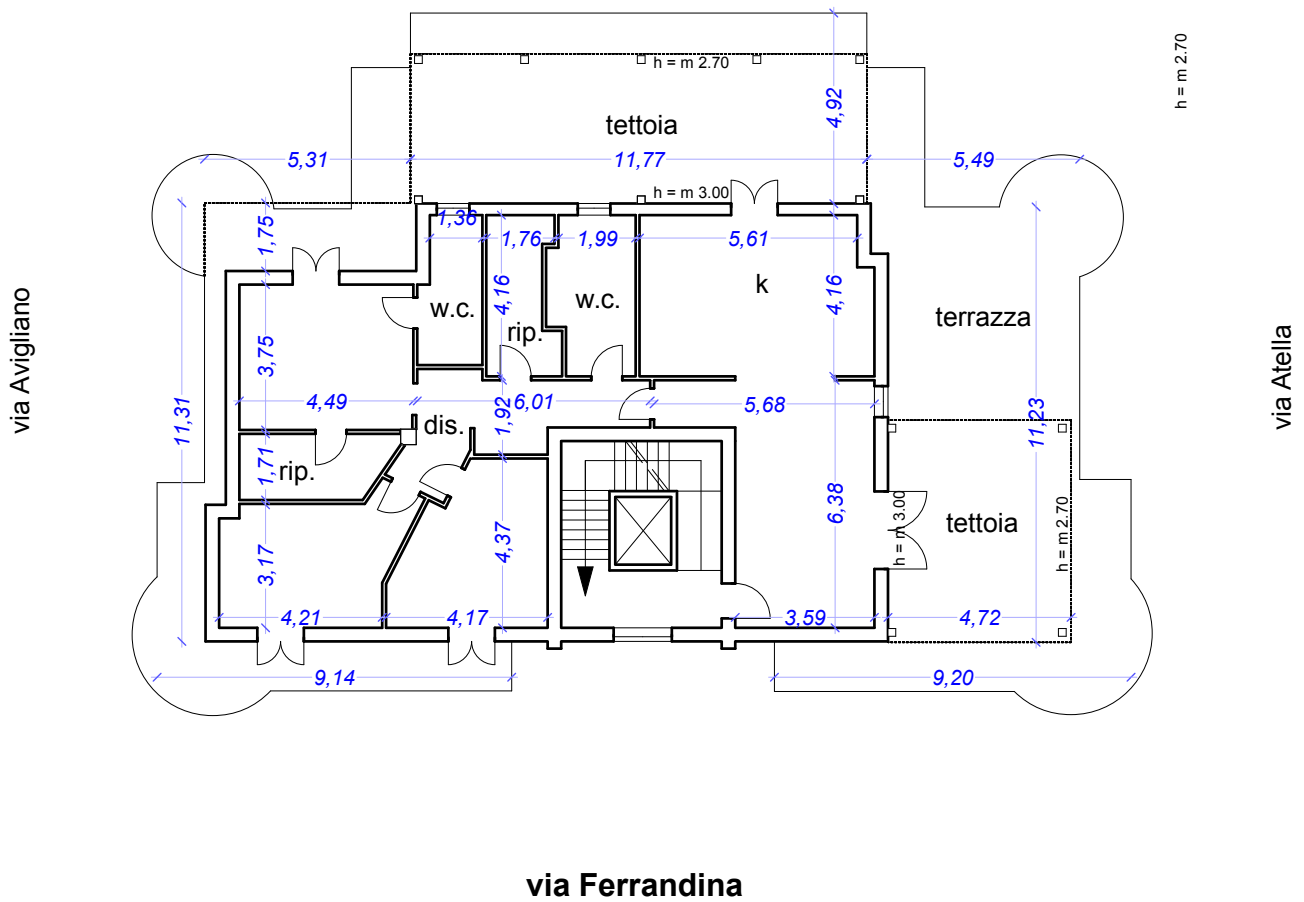 h = m 2.70
h = m 2.70
4,92
tettoia
5,31
11,77
5,49
h = m 3.00
1,75
1,36
1,76
1,99
5,61
4,16
4,16
k
w.c.
w.c.
rip.
terrazza
via Avigliano
via Atella
3,75
11,31
4,49
6,01
5,68
11,23
dis.
1,92
1,71
rip.
6,38
h = m 3.00
tettoia
h = m 2.70
4,37
3,17
4,21
4,17
3,59
4,72
9,14
9,20
via Ferrandina